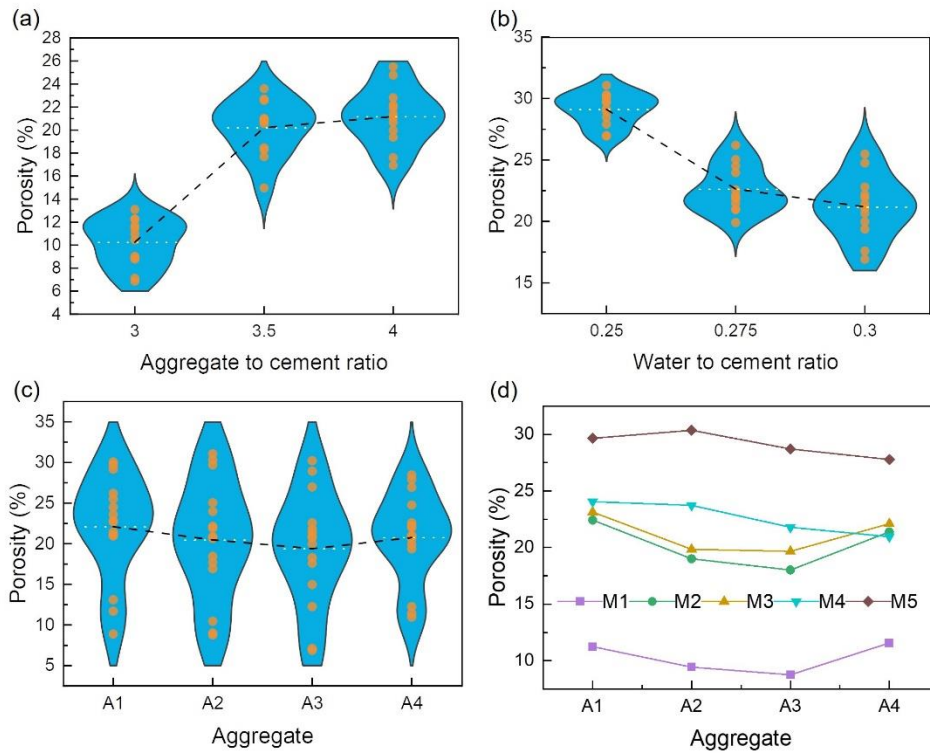 (a)
Porosity (%)
28
26
24
22
20
18
16
14
12
10
8
6
4
3 3.5 4
Aggregate to cement ratio
(b)
Porosity (%)
35
30
25
20
15
0.25 0.275 0.3
Water to cement ratio
(c)
Porosity (%)
35
30
25
20
15
10
5
A1 A2 A3 A4
Aggregate
(d)
Porosity (%)
30
25
20
15
10
M1 M2 M3 M4 M5
A1 A2 A3 A4
Aggregate